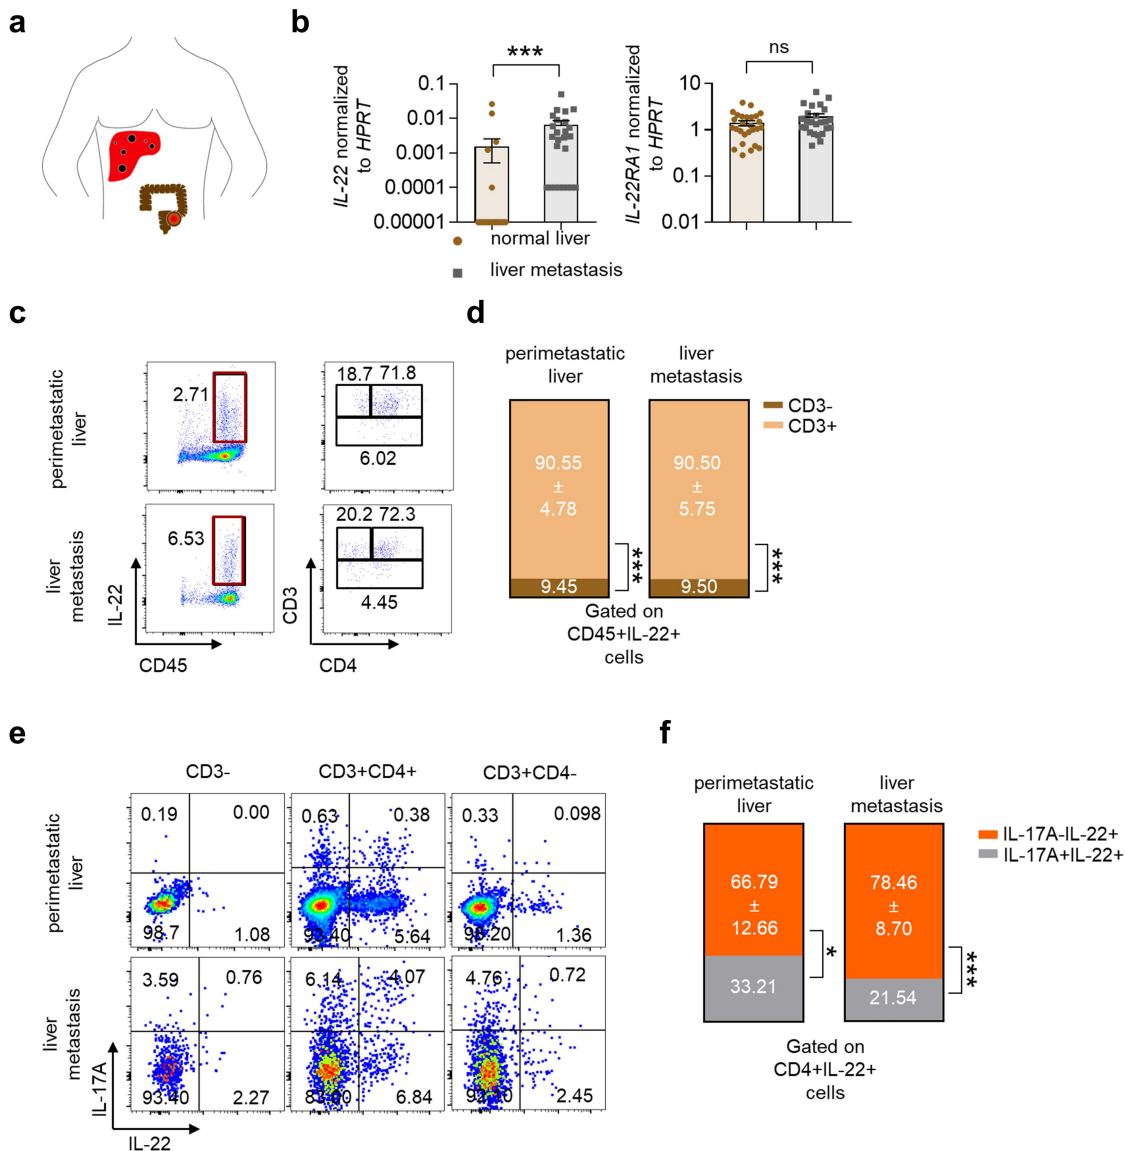 a
b
IL-22 normalized
to HPRT
0.1
0.01
0.001
0.0001
0.00001
***
normal liver
liver metastasis
IL-22RA1 normalized
to HPRT
10
1
0.1
0.01
ns
c
perimetastatic
liver
2.71
18.7 71.8
6.02
liver
metastasis
6.53
20.2 72.3
4.45
IL-22
CD45
CD3
CD4
d
perimetastatic
liver
liver
metastasis
CD3-
CD3+
90.55
±
4.78
90.50
±
5.75
***
***
9.45
9.50
Gated on
CD45+IL-22+
cells
e
CD3-
CD3+CD4+
CD3+CD4-
perimetastatic
liver
0.19 0.00
0.63 0.38
0.33 0.098
98.7 1.08
93.40 5.64
98.20 1.36
liver
metastasis
3.59 0.76
6.14 4.07
4.76 0.72
93.40 2.27
6.84
2.45
IL-17A
IL-22
f
perimetastatic
liver
liver
metastasis
IL-17A-IL-22+
IL-17A+IL-22+
66.79
±
12.66
78.46
±
8.70
*
***
33.21
21.54
Gated on
CD4+IL-22+
cells